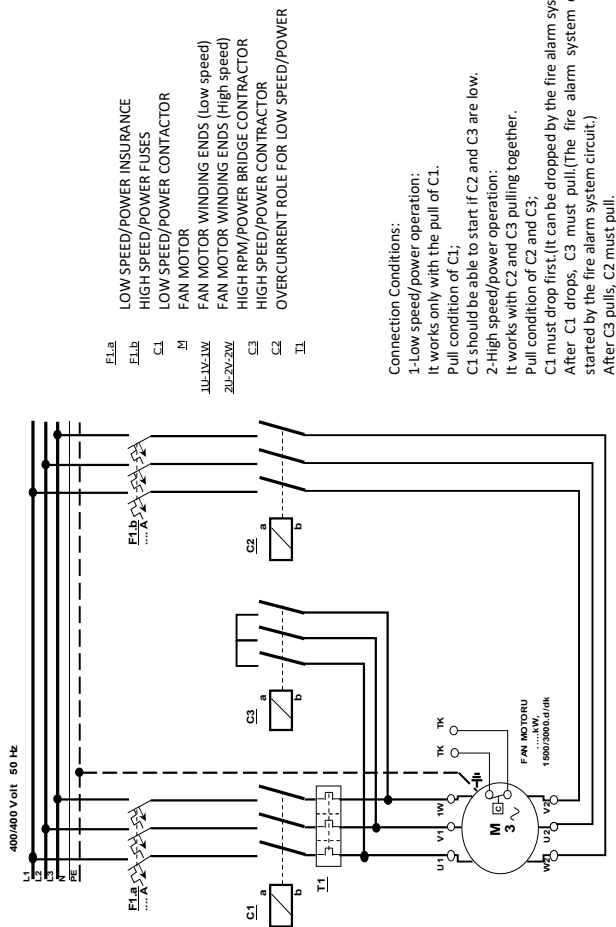 400/400 Volt 50 Hz
L1
L2
L3
N
PE
F1.a
.... A
F1.b
.... A
C1
a
b
C3
a
b
C2
a
b
T1
U1
V1
1W
TK
TK
C
M
3 ~
FAN MOTORU
.....kW,
1500/3000.d/dk
W2
U2
V2
F1.a LOW SPEED/POWER INSURANCE
F1.b HIGH SPEED/POWER FUSES
C1 LOW SPEED/POWER CONTACTOR
M FAN MOTOR
1U-1V-1W FAN MOTOR WINDING ENDS (Low speed)
2U-2V-2W FAN MOTOR WINDING ENDS (High speed)
C3 HIGH RPM/POWER BRIDGE CONTRACTOR
C2 HIGH SPEED/POWER CONTRACTOR
T1 OVERCURRENT ROLE FOR LOW SPEED/POWER
Connection Conditions:
1-Low speed/power operation:
It works only with the pull of C1.
Pull condition of C1;
C1 should be able to start if C2 and C3 are low.
2-High speed/power operation:
It works with C2 and C3 pulling together.
Pull condition of C2 and C3;
C1 must drop first.(It can be dropped by the fire alarm sys
After C1 drops, C3 must pull.(The fire alarm system
started by the fire alarm system circuit.)
After C3 pulls, C2 must pull.